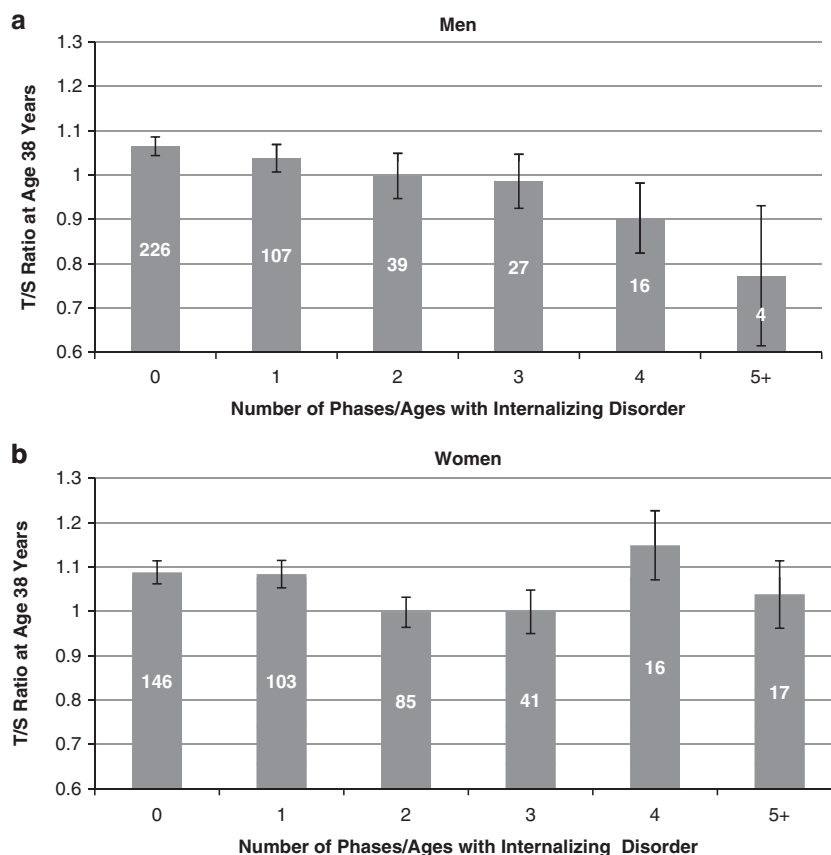 a
Men
T/S Ratio at Age 38 Years
1.3
1.2
1.1
1
0.9
0.8
0.7
0.6
226
107
39
27
16
4
0 1 2 3 4 5+
Number of Phases/Ages with Internalizing Disorder
b
Women
T/S Ratio at Age 38 Years
1.3
1.2
1.1
1
0.9
0.8
0.7
0.6
146
103
85
41
16
17
0 1 2 3 4 5+
Number of Phases/Ages with Internalizing Disorder